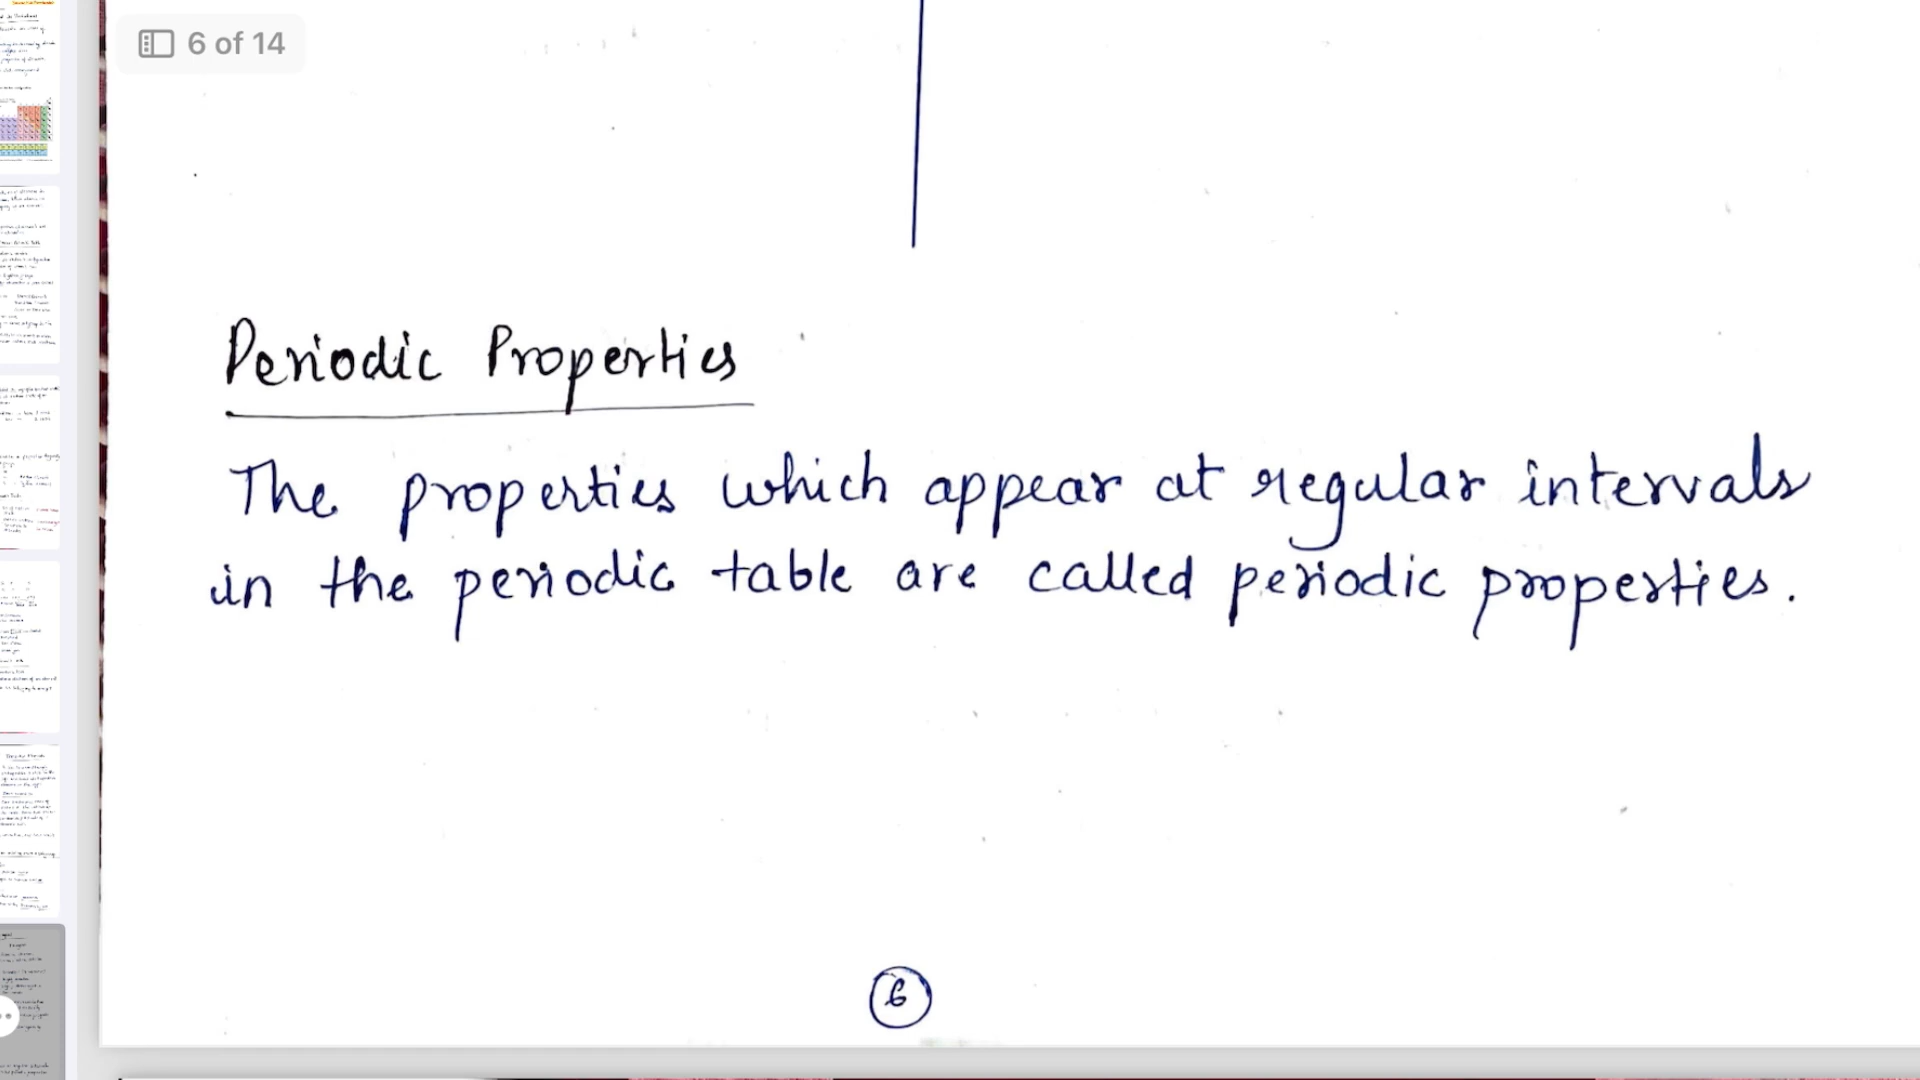 6 of 14
Periodic Properties
The properties which appear at regular intervals
in the periodic table are called periodic properties.
6